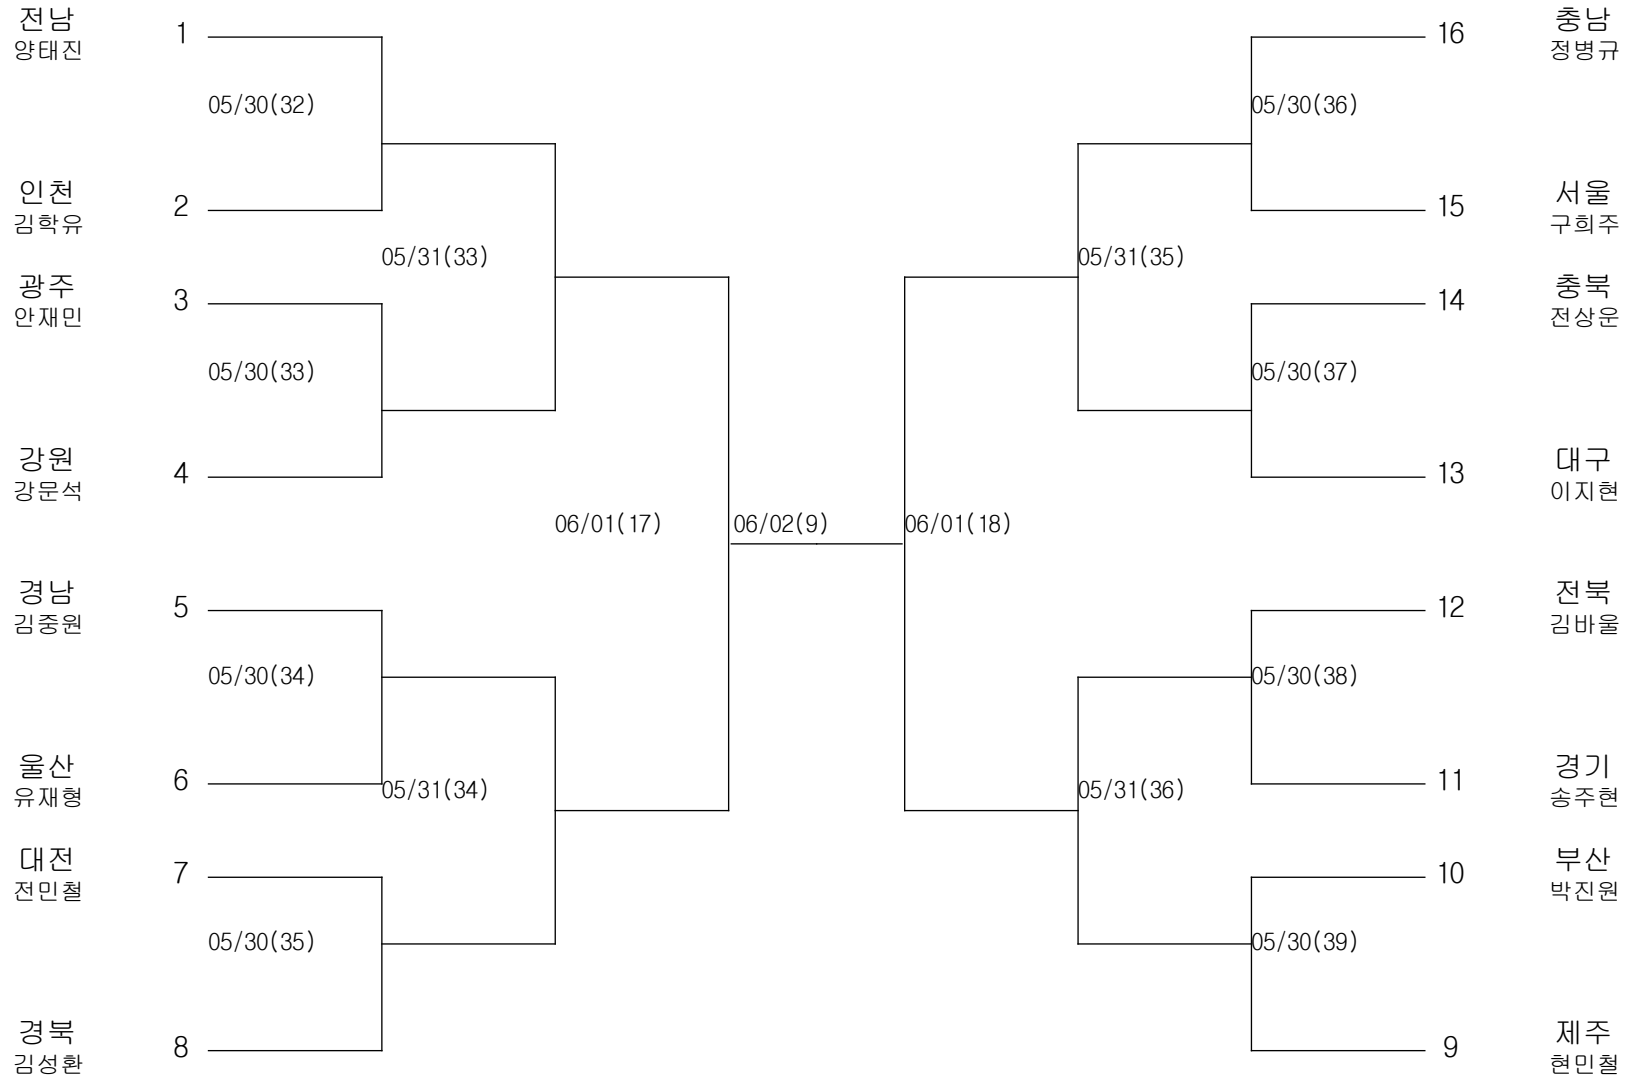 전남
양태진
1
16
충남
정병규
05/30(32)
05/30(36)
인천
김학유
2
15
서울
구희주
05/31(33)
05/31(35)
광주
안재민
3
14
충북
전상운
05/30(33)
05/30(37)
강원
강문석
4
13
대구
이지현
06/01(17)
06/02(9)
06/01(18)
경남
김중원
5
12
전북
김바울
05/30(34)
05/30(38)
울산
유재형
6
05/31(34)
05/31(36)
11
경기
송주현
대전
전민철
7
10
부산
박진원
05/30(35)
05/30(39)
경북
김성환
8
9
제주
현민철